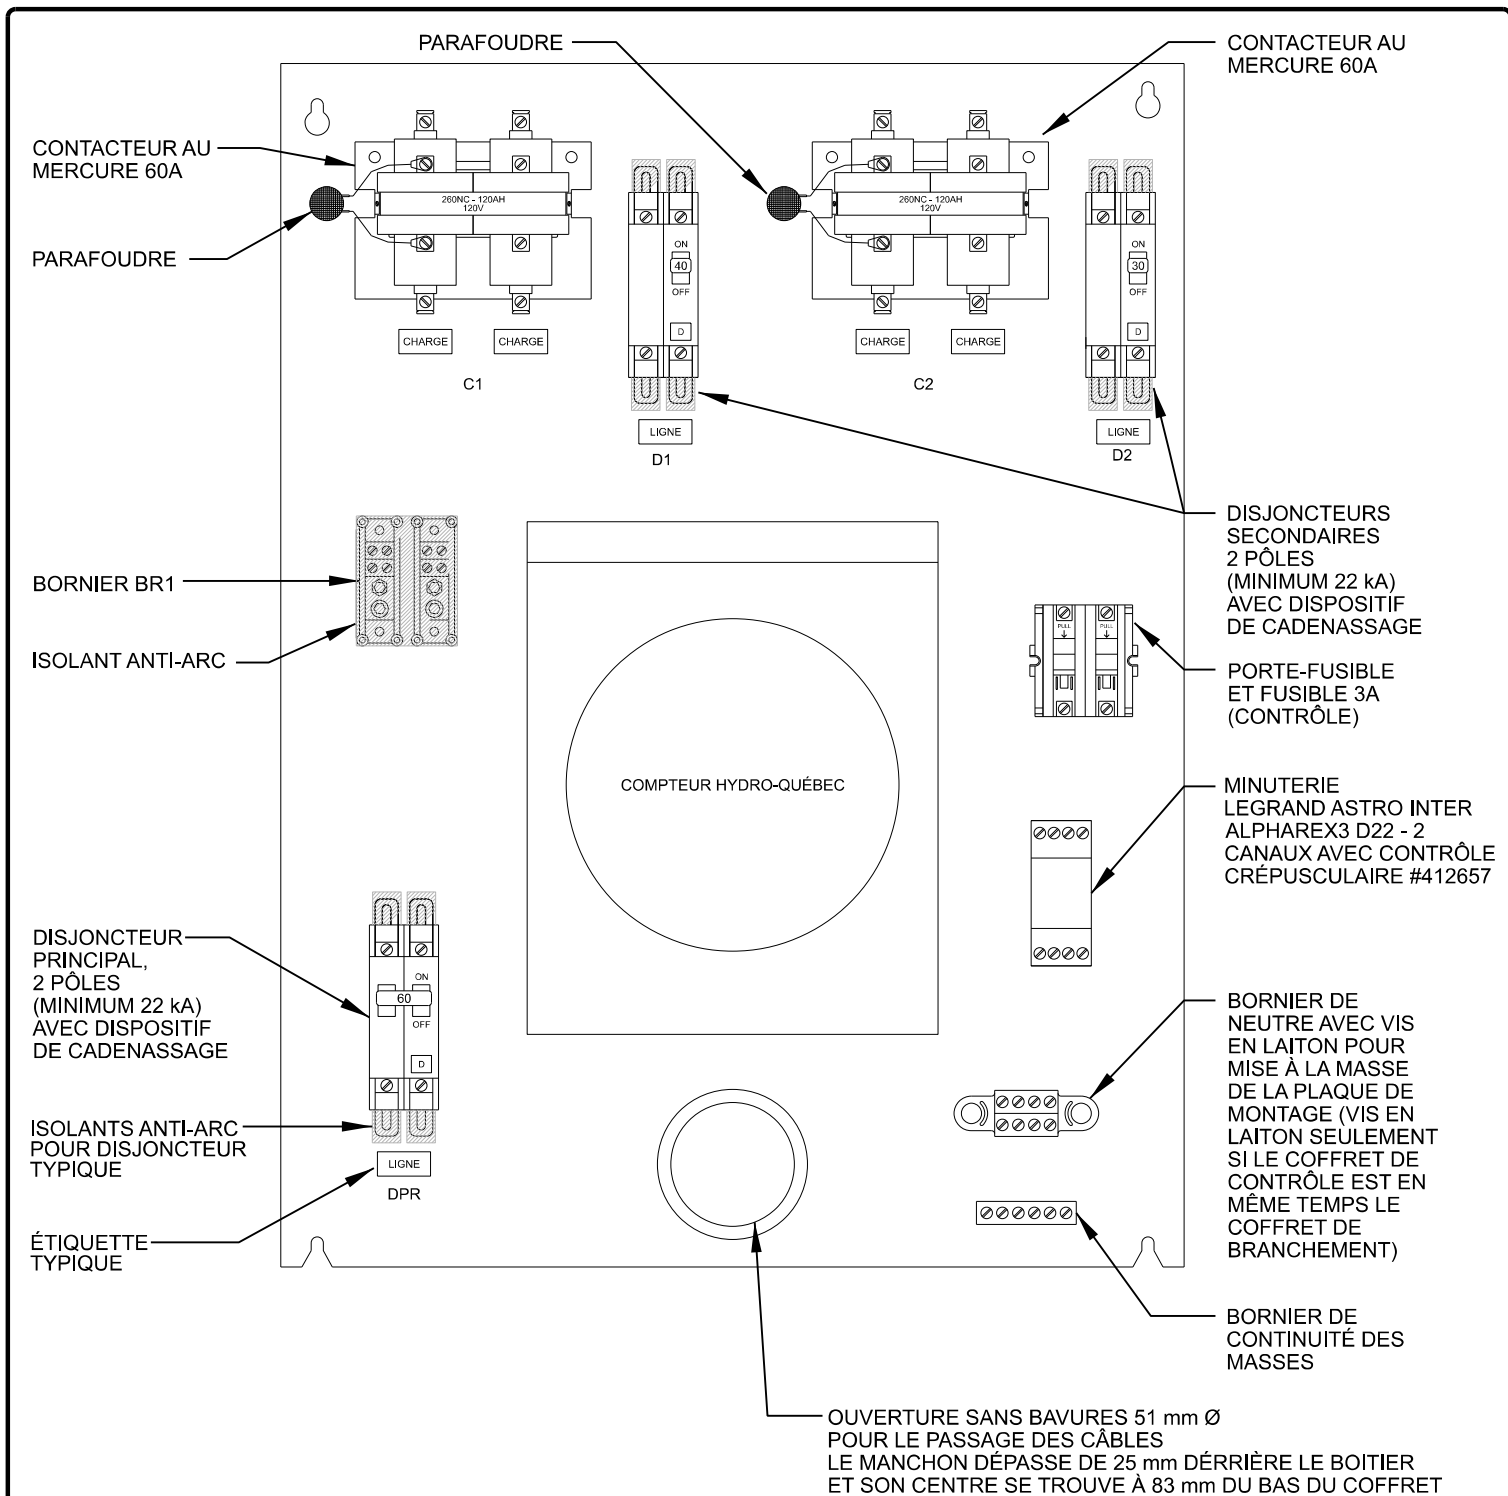 PARAFOUDRE
CONTACTEUR AU
MERCURE 60A
CONTACTEUR AU
MERCURE 60A
PARAFOUDRE
260NC - 120AH
120V
CHARGE
CHARGE
C1
ON
40
OFF
D
LIGNE
D1
260NC - 120AH
120V
CHARGE
CHARGE
C2
ON
30
OFF
D
LIGNE
D2
DISJONCTEURS
SECONDAIRES
2 PÔLES
(MINIMUM 22 kA)
AVEC DISPOSITIF
DE CADENASSAGE
BORNIER BR1
ISOLANT ANTI-ARC
PULL
PULL
PORTE-FUSIBLE
ET FUSIBLE 3A
(CONTRÔLE)
COMPTEUR HYDRO-QUÉBEC
MINUTERIE
LEGRAND ASTRO INTER
ALPHAREX3 D22 - 2
CANAUX AVEC CONTRÔLE
CRÉPUSCULAIRE #412657
DISJONCTEUR
PRINCIPAL,
2 PÔLES
(MINIMUM 22 kA)
AVEC DISPOSITIF
DE CADENASSAGE
ON
60
OFF
D
ISOLANTS ANTI-ARC
POUR DISJONCTEUR
TYPIQUE
LIGNE
DPR
ÉTIQUETTE
TYPIQUE
BORNIER DE
NEUTRE AVEC VIS
EN LAITON POUR
MISE À LA MASSE
DE LA PLAQUE DE
MONTAGE (VIS EN
LAITON SEULEMENT
SI LE COFFRET DE
CONTRÔLE EST EN
MÊME TEMPS LE
COFFRET DE
BRANCHEMENT)
BORNIER DE
CONTINUITÉ DES
MASSES
OUVERTURE SANS BAVURES 51 mm Ø
POUR LE PASSAGE DES CÂBLES
LE MANCHON DÉPASSE DE 25 mm DÉRRIÈRE LE BOITIER
ET SON CENTRE SE TROUVE À 83 mm DU BAS DU COFFRET